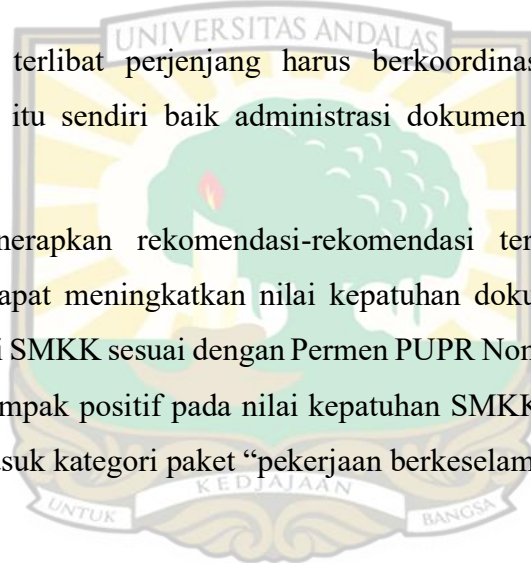 UNIVERSITAS ANDALAS
terlibat perjenjang harus berkoordinas
itu sendiri baik administrasi dokumen
nerapkan rekomendasi-rekomendasi ter
apat meningkatkan nilai kepatuhan doku
i SMKK sesuai dengan Permen PUPR Nom
mpak positif pada nilai kepatuhan SMKK
suk kategori paket “pekerjaan berkeselam
KEDJAJAAN
UNTUK BANGSA